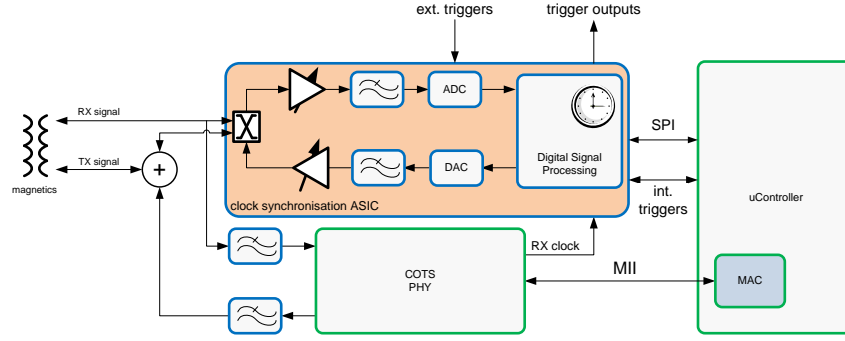 ext. triggers
trigger outputs
RX signal
TX signal
magnetics
+
ADC
DAC
Digital Signal
Processing
clock synchronisation ASIC
SPI
int.
triggers
uController
RX clock
COTS
PHY
MII
MAC